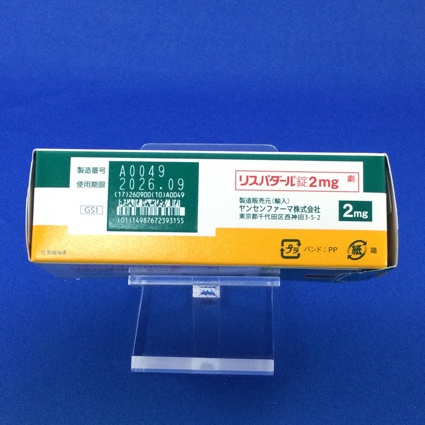 製造番号 A0049
使用期限 2026.09
(17)260900(10)A0049
GS1
(01)14987672393155
リスパダール錠2mg 劇
製造販売元(輸入)
ヤンセンファーマ株式会社
東京都千代田区西神田3-5-2
2mg
プラ バンド:PP 紙 箱